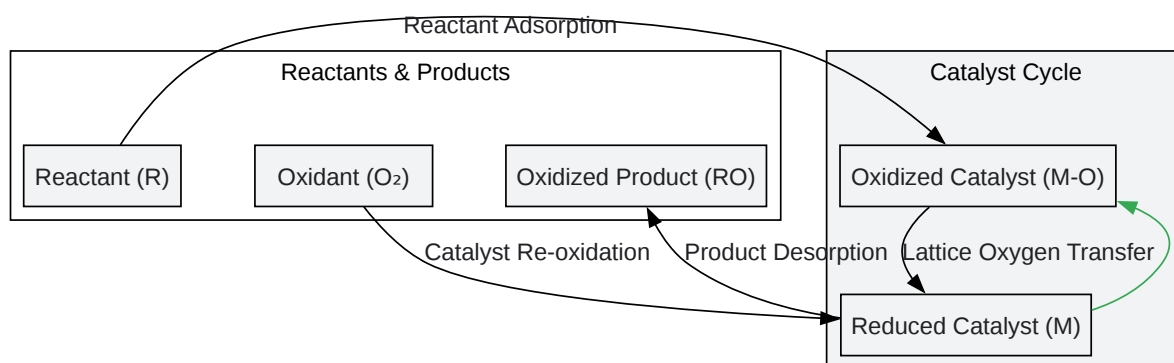 Reactant Adsorption
Reactants & Products
Catalyst Cycle
Reactant (R)
Oxidant (O₂)
Oxidized Product (RO)
Oxidized Catalyst (M-O)
Catalyst Re-oxidation
Product Desorption
Lattice Oxygen Transfer
Reduced Catalyst (M)